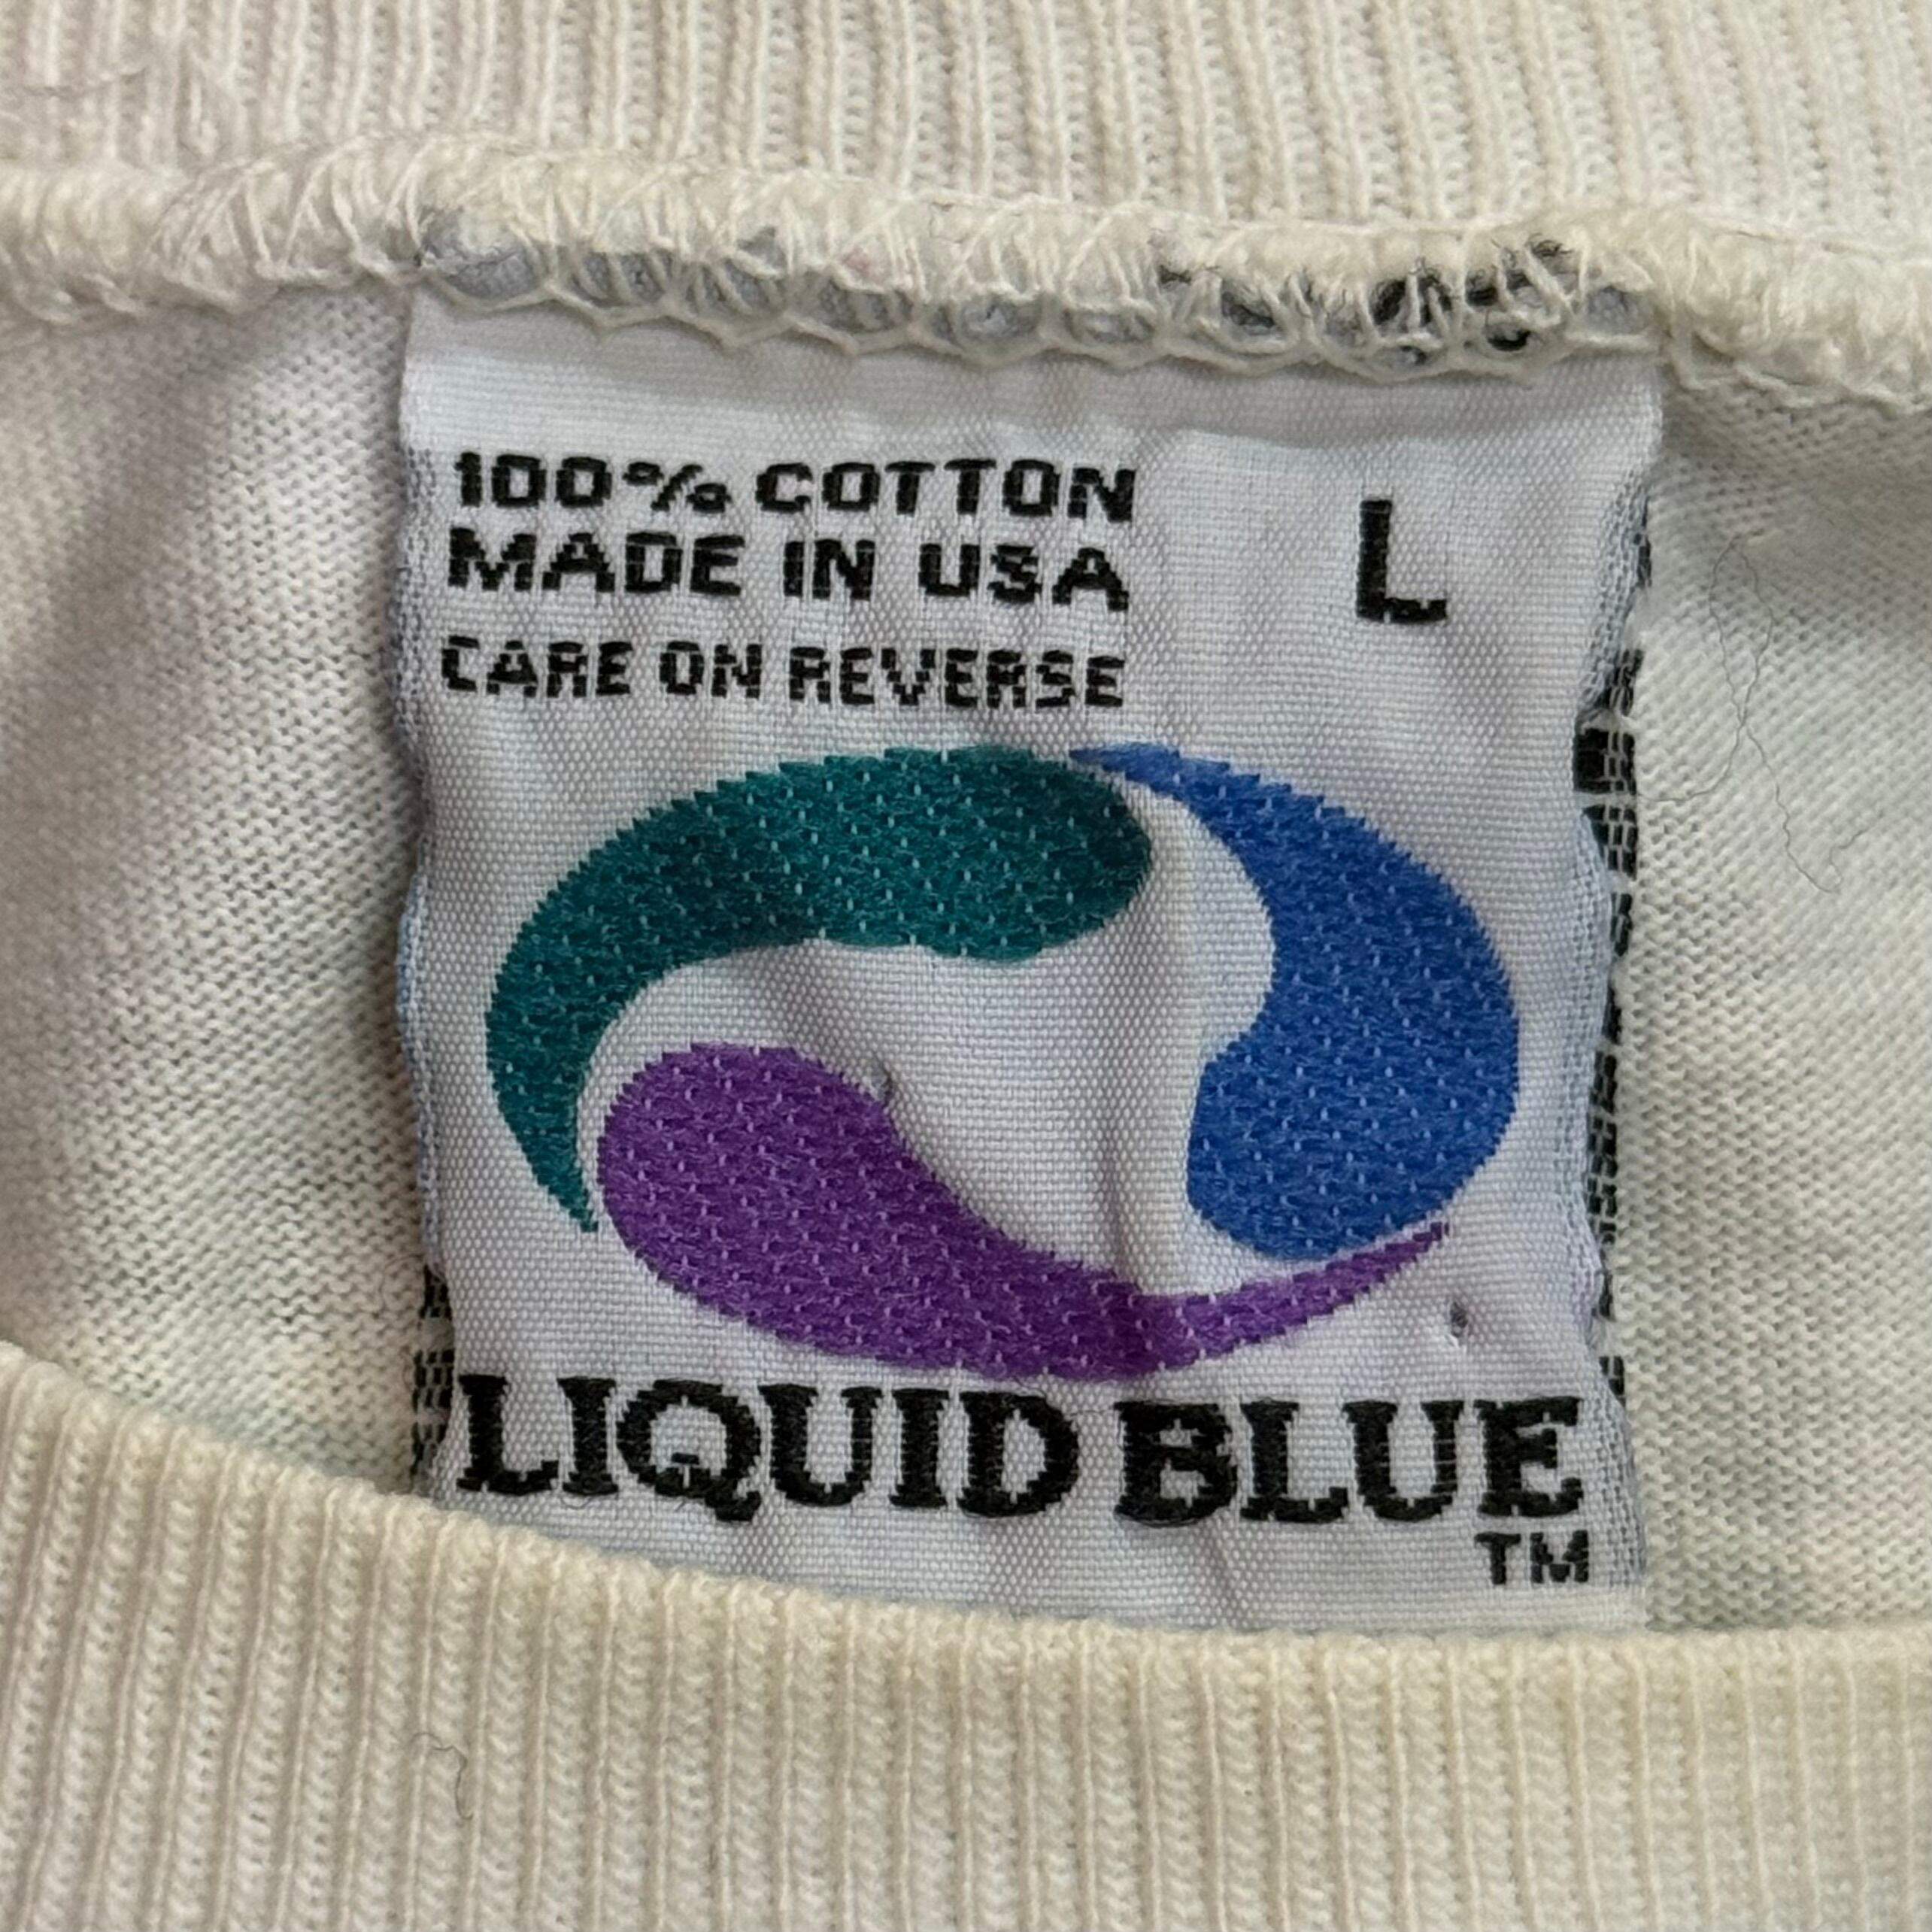 100% COTTON
MADE IN USA
CARE ON REVERSE
L
LIQUID BLUE
TM